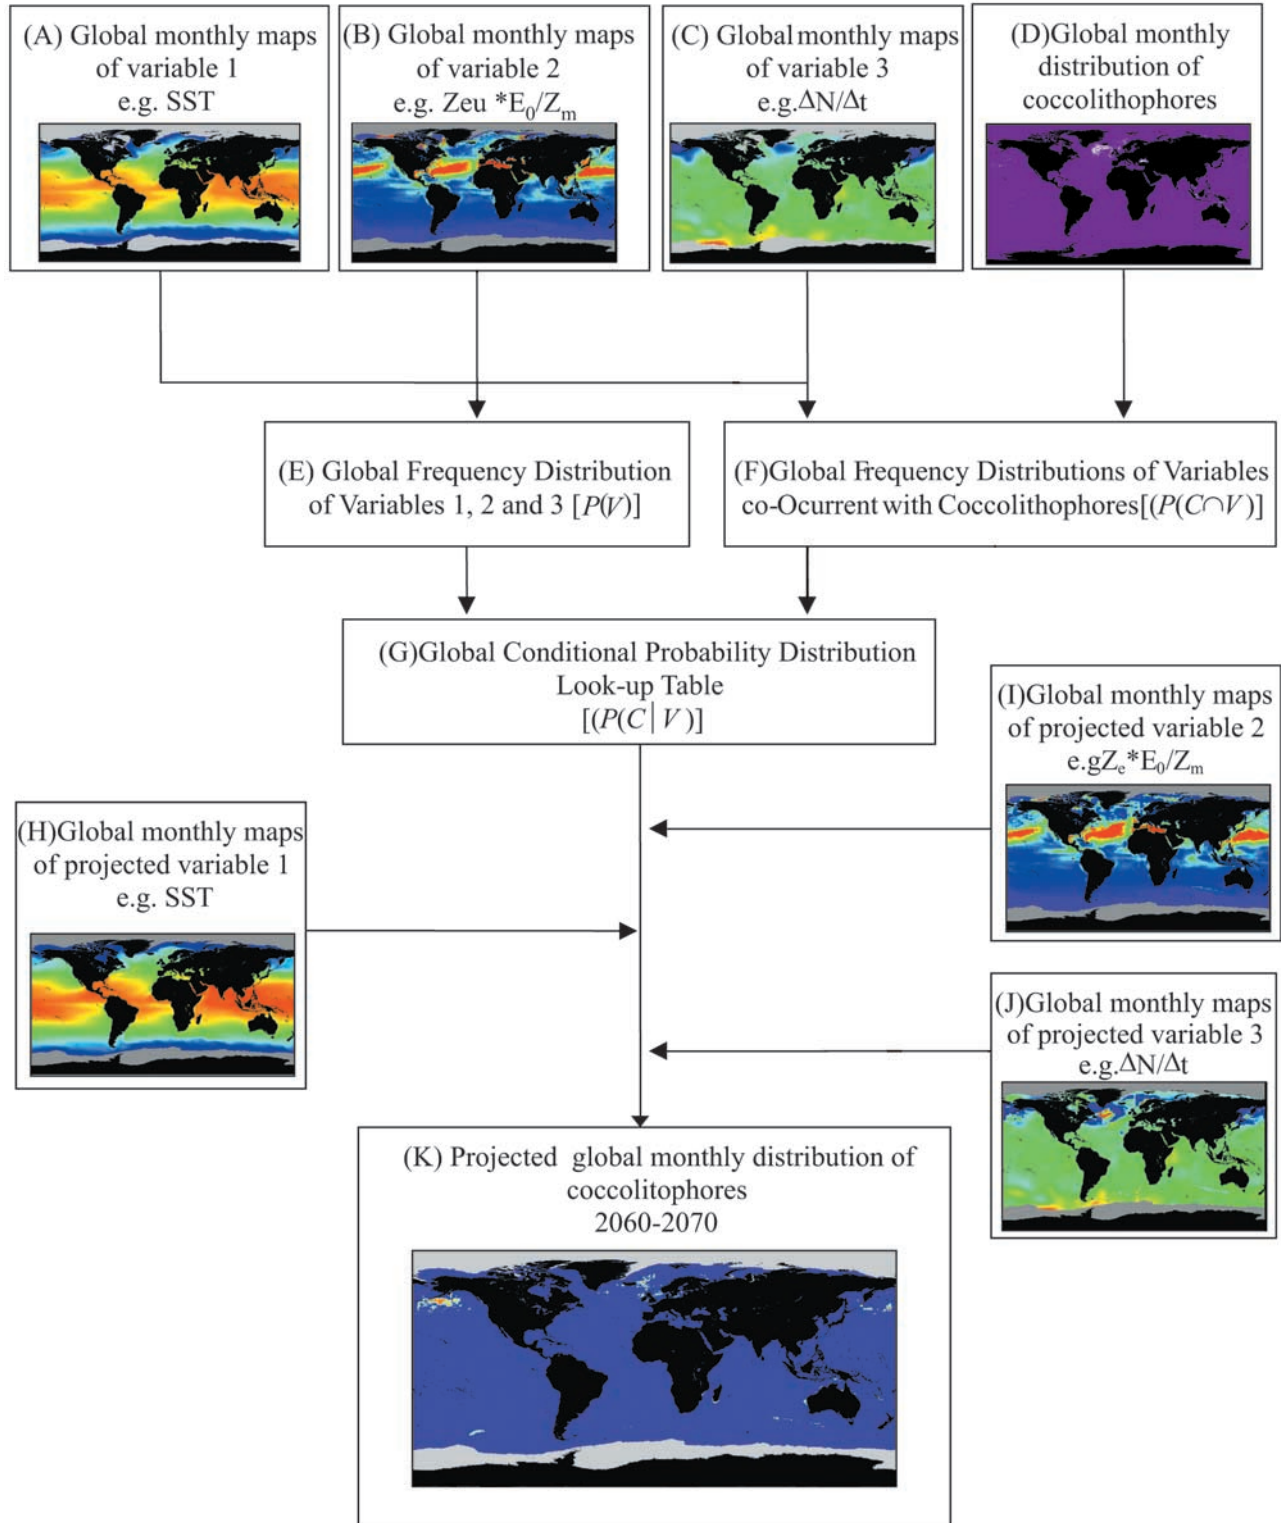 (A) Global monthly maps
of variable 1
e.g. SST
(B) Global monthly maps
of variable 2
e.g. Zeu *E₀/Zₘ
(C) Global monthly maps
of variable 3
e.g.ΔN/Δt
(D)Global monthly
distribution of
coccolithophores
(E) Global Frequency Distribution
of Variables 1, 2 and 3 [P(V)]
(F)Global Frequency Distributions of Variables
co-Ocurrent with Coccolithophores[(P(C∩V)]
(G)Global Conditional Probability Distribution
Look-up Table
[(P(C | V)]
(I)Global monthly maps
of projected variable 2
e.gZₑ*E₀/Zₘ
(H)Global monthly maps
of projected variable 1
e.g. SST
(J)Global monthly maps
of projected variable 3
e.g.ΔN/Δt
(K) Projected global monthly distribution of
coccolitophores
2060-2070